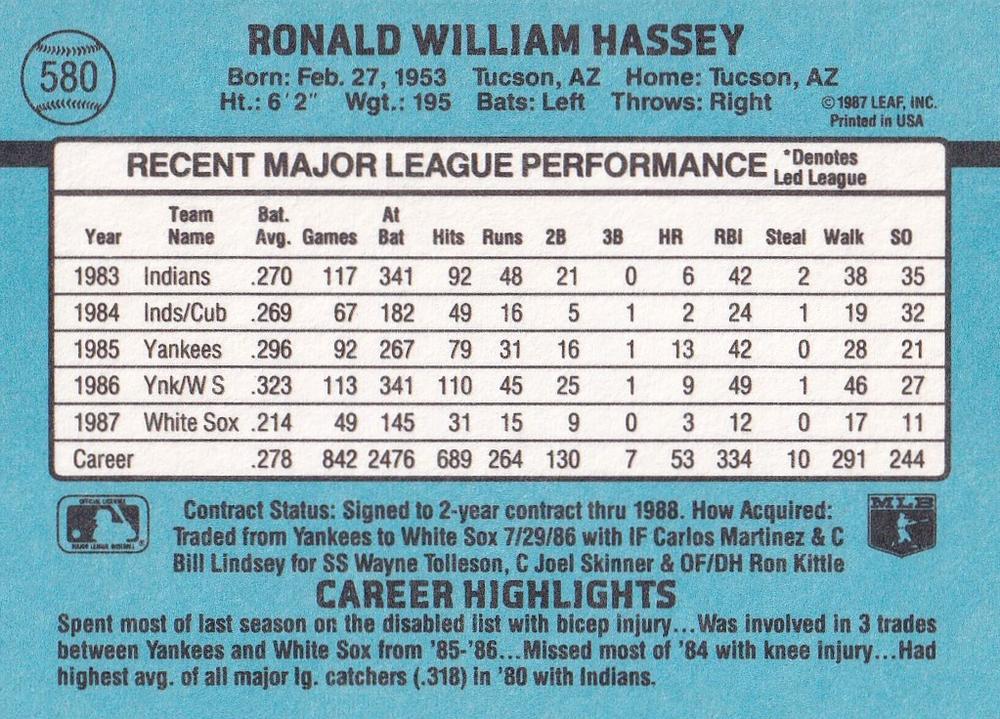 580
RONALD WILLIAM HASSEY
Born: Feb. 27, 1953 Tucson, AZ Home: Tucson, AZ
Ht.: 6'2" Wgt.: 195 Bats: Left Throws: Right
©1987 LEAF, INC.
Printed in USA
RECENT MAJOR LEAGUE PERFORMANCE *Denotes
Led League
Year Team Name Bat. Avg. Games At Bat Hits Runs 2B 3B HR RBI Steal Walk SO
1983 Indians .270 117 341 92 48 21 0 6 42 2 38 35
1984 Inds/Cub .269 67 182 49 16 5 1 2 24 1 19 32
1985 Yankees .296 92 267 79 31 16 1 13 42 0 28 21
1986 Ynk/W S .323 113 341 110 45 25 1 9 49 1 46 27
1987 White Sox .214 49 145 31 15 9 0 3 12 0 17 11
Career .278 842 2476 689 264 130 7 53 334 10 291 244
OFFICIAL LICENSEE
MAJOR LEAGUE BASEBALL
MLB
Contract Status: Signed to 2-year contract thru 1988. How Acquired:
Traded from Yankees to White Sox 7/29/86 with IF Carlos Martinez & C
Bill Lindsey for SS Wayne Tolleson, C Joel Skinner & OF/DH Ron Kittle
CAREER HIGHLIGHTS
Spent most of last season on the disabled list with bicep injury...Was involved in 3 trades
between Yankees and White Sox from '85-'86...Missed most of '84 with knee injury...Had
highest avg. of all major lg. catchers (.318) in '80 with Indians.